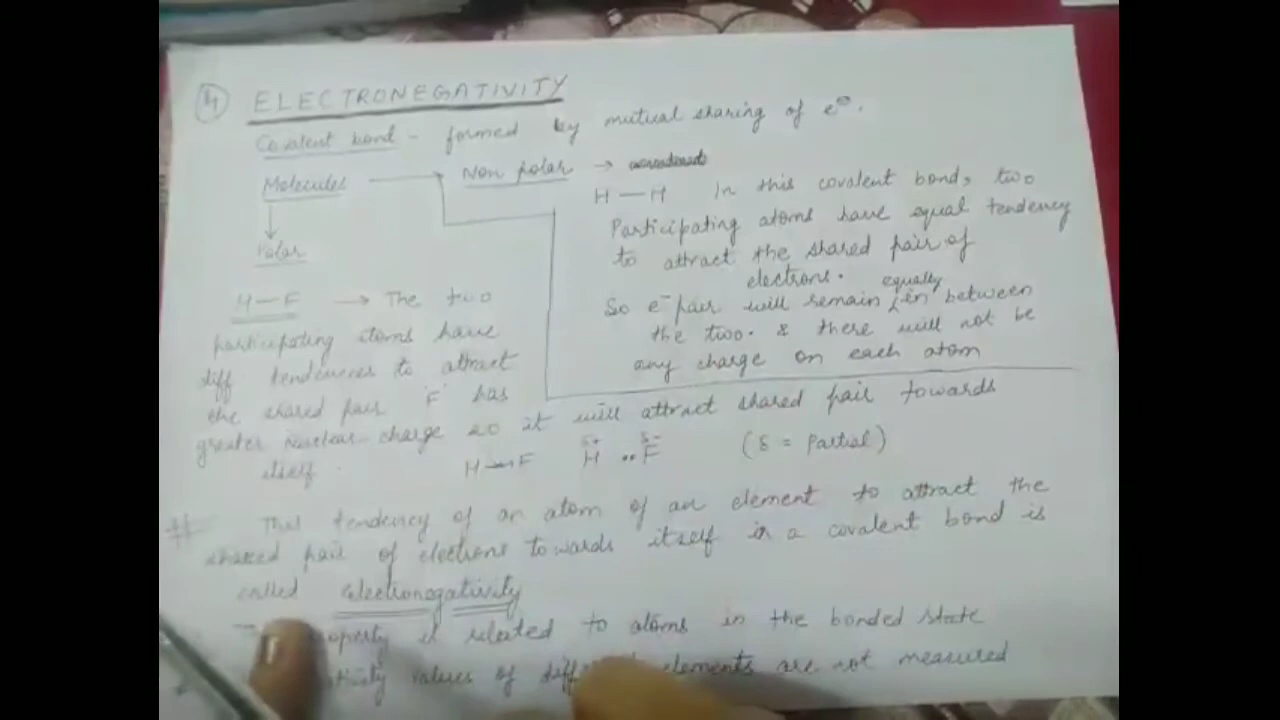 4 ELECTRONEGATIVITY
Covalent bond - formed by mutual sharing of e⊖.
Molecules → Non polar →
H — H In this covalent bond, two
Participating atoms have equal tendency
to attract the shared pair of
electrons.
So e⁻ pair will remain equally in between
the two. & there will not be
any charge on each atom
Polar
H — F → The two
participating atoms have
diff tendencies to attract
the shared pair 'F' has
greater nuclear charge so it will attract shared pair towards
itself.
H — F δ+ H •• δ- F (δ = Partial)
# The tendency of an atom of an element to attract the
shared pair of electrons towards itself in a covalent bond is
called electronegativity
property is related to atoms in the bonded state
values of elements are not measured